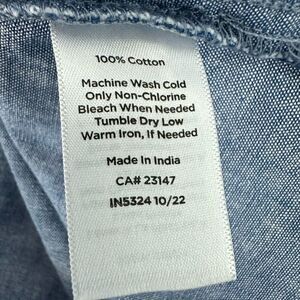 100% Cotton
Machine Wash Cold
Only Non-Chlorine
Bleach When Needed
Tumble Dry Low
Warm Iron, If Needed
Made In India
CA# 23147
IN5324 10/22